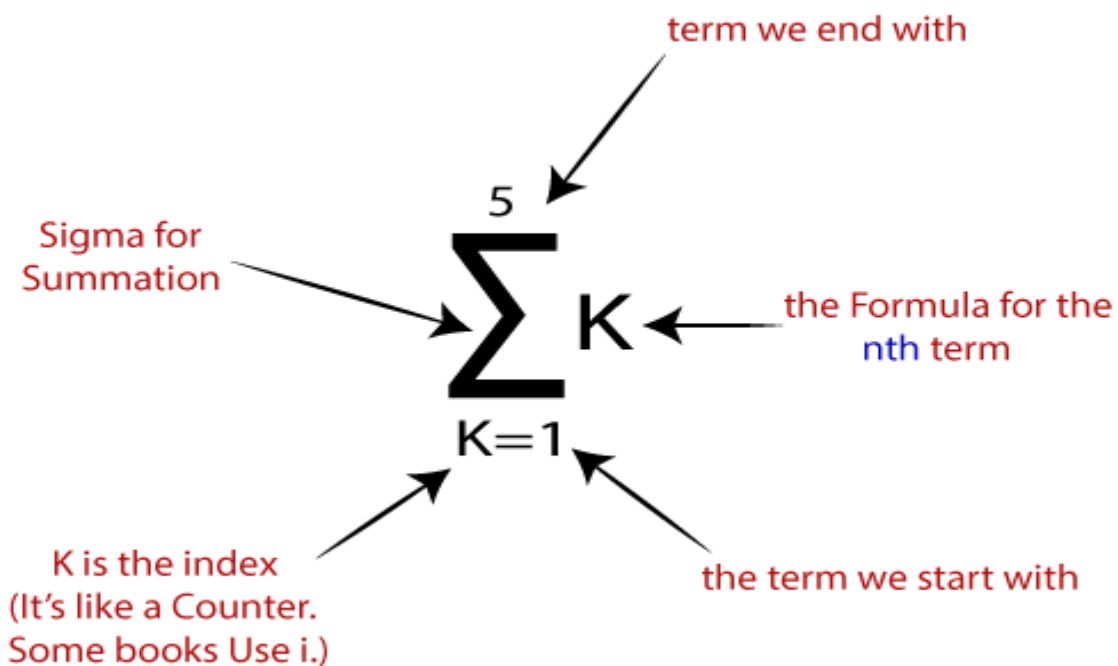 term we end with
5
Sigma for
Summation
∑ K
the Formula for the
nth term
K=1
K is the index
(It's like a Counter.
Some books Use i.)
the term we start with